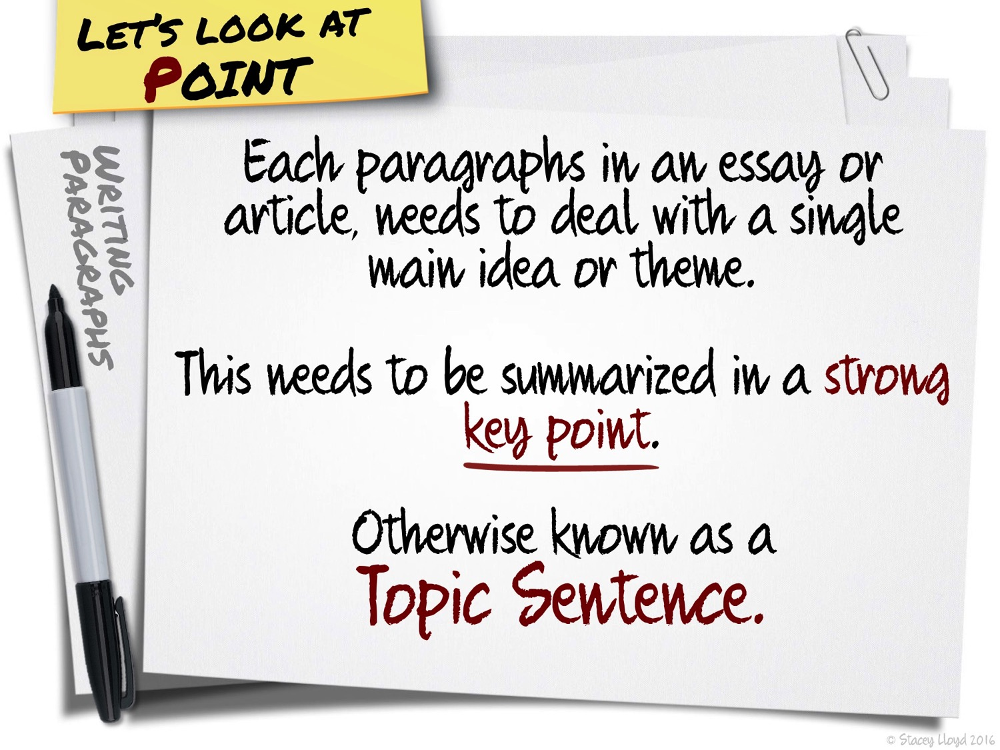 LET'S LOOK AT
POINT
WRITING
PARAGRAPHS
Each paragraphs in an essay or
article, needs to deal with a single
main idea or theme.
This needs to be summarized in a strong
key point.
Otherwise known as a
Topic Sentence.
© Stacey Lloyd 2016